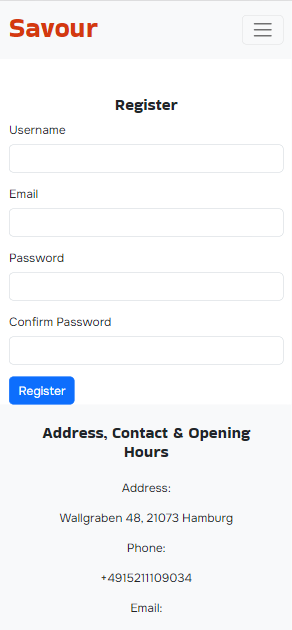 Savour
Register
Username
Email
Password
Confirm Password
Register
Address, Contact & Opening
Hours
Address:
Wallgraben 48, 21073 Hamburg
Phone:
+4915211109034
Email: